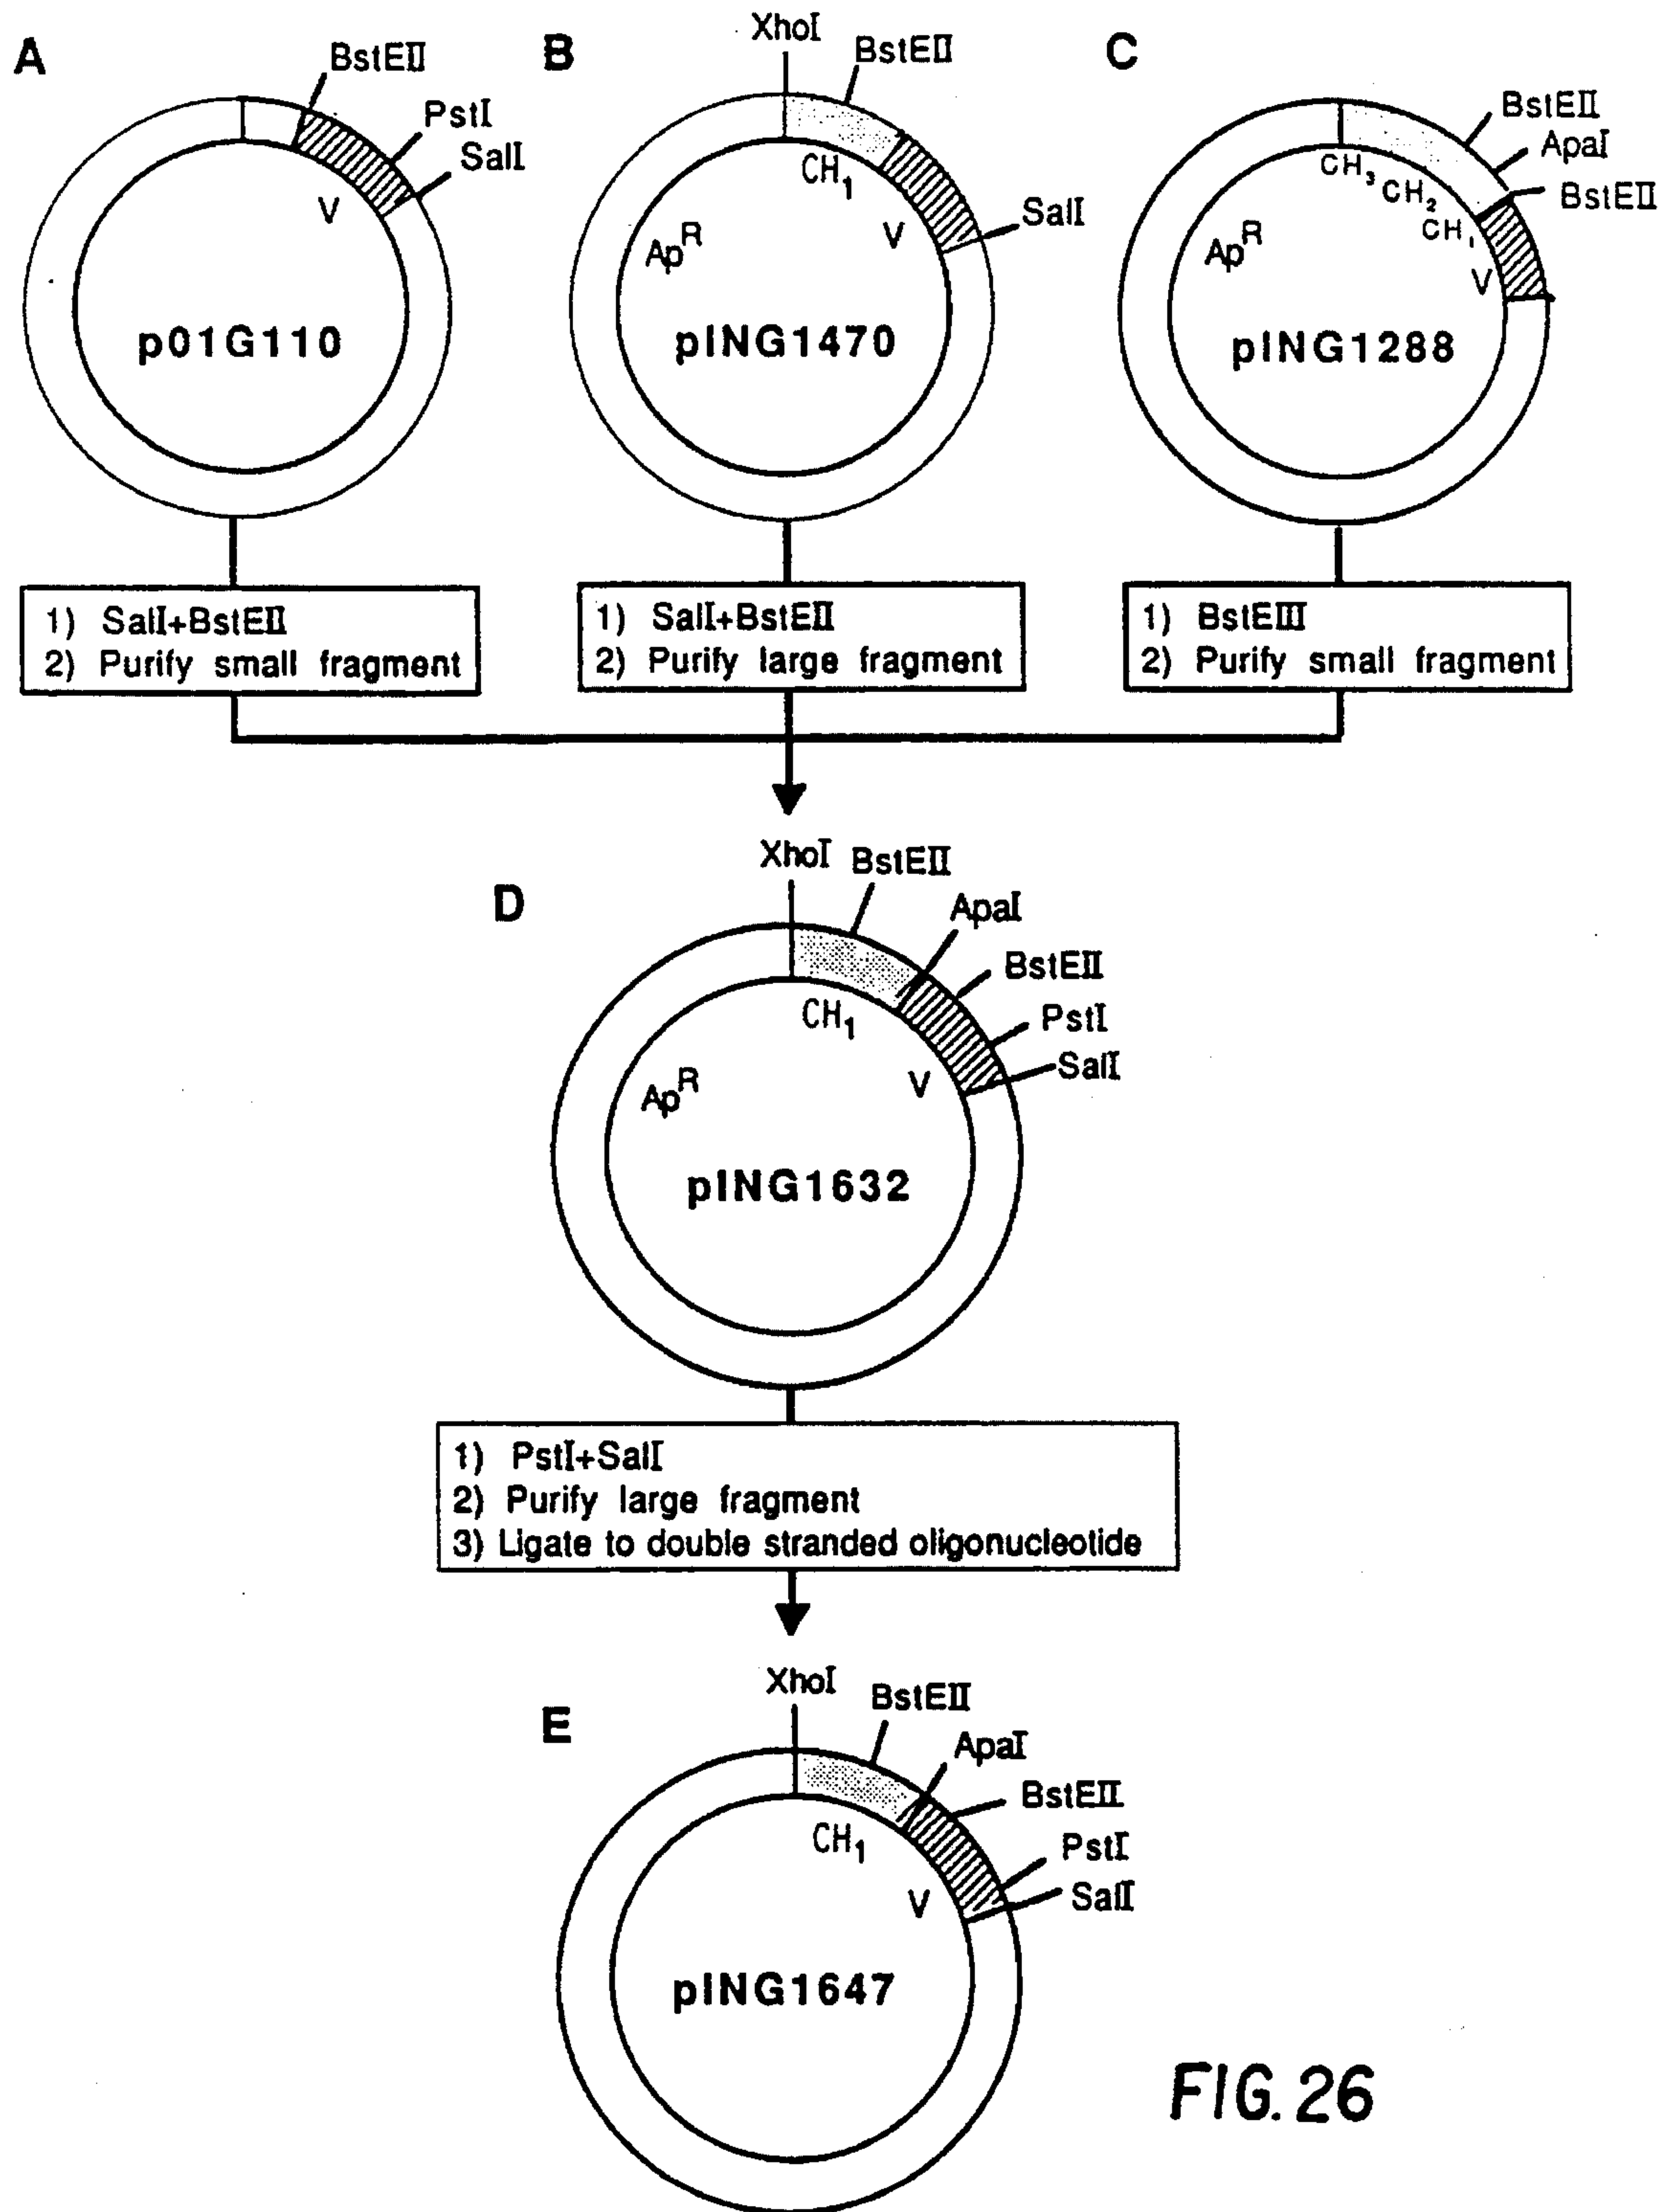 A
BstEII
PstI
SalI
V
p01G110
B
XhoI
BstEII
CH1
SalI
V
ApR
pING1470
C
BstEII
ApaI
BstEII
CH3
CH2
CH1
V
ApR
pING1288
1) SalI+BstEII
2) Purify small fragment
1) SalI+BstEII
2) Purify large fragment
1) BstEIII
2) Purify small fragment
D
XhoI
BstEII
ApaI
BstEII
PstI
SalI
CH1
V
ApR
pING1632
1) PstI+SalI
2) Purify large fragment
3) Ligate to double stranded oligonucleotide
E
XhoI
BstEII
ApaI
BstEII
PstI
SalI
CH1
V
pING1647
FIG. 26